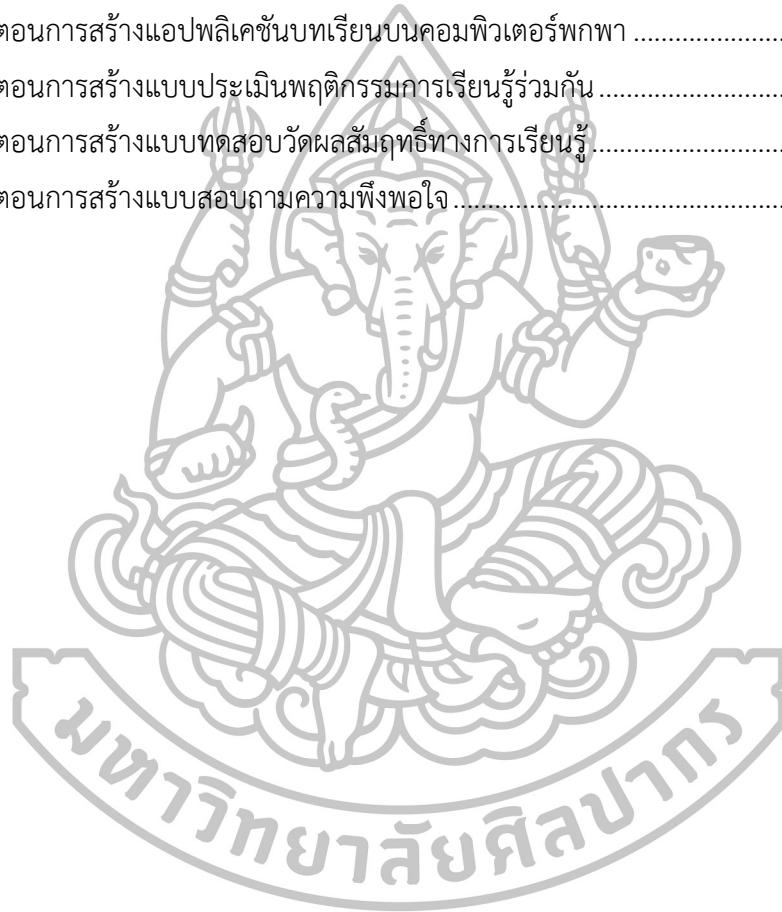 ตอนการสร้างแอปพลิเคชันบทเรียนบนคอมพิวเตอร์พกพา ........................
ตอนการสร้างแบบประเมินพฤติกรรมการเรียนรู้ร่วมกัน .............................
ตอนการสร้างแบบทดสอบวัดผลสัมฤทธิ์ทางการเรียนรู้ .............................
ตอนการสร้างแบบสอบถามความพึงพอใจ ....................................................
มหาวิทยาลัยศิลปากร